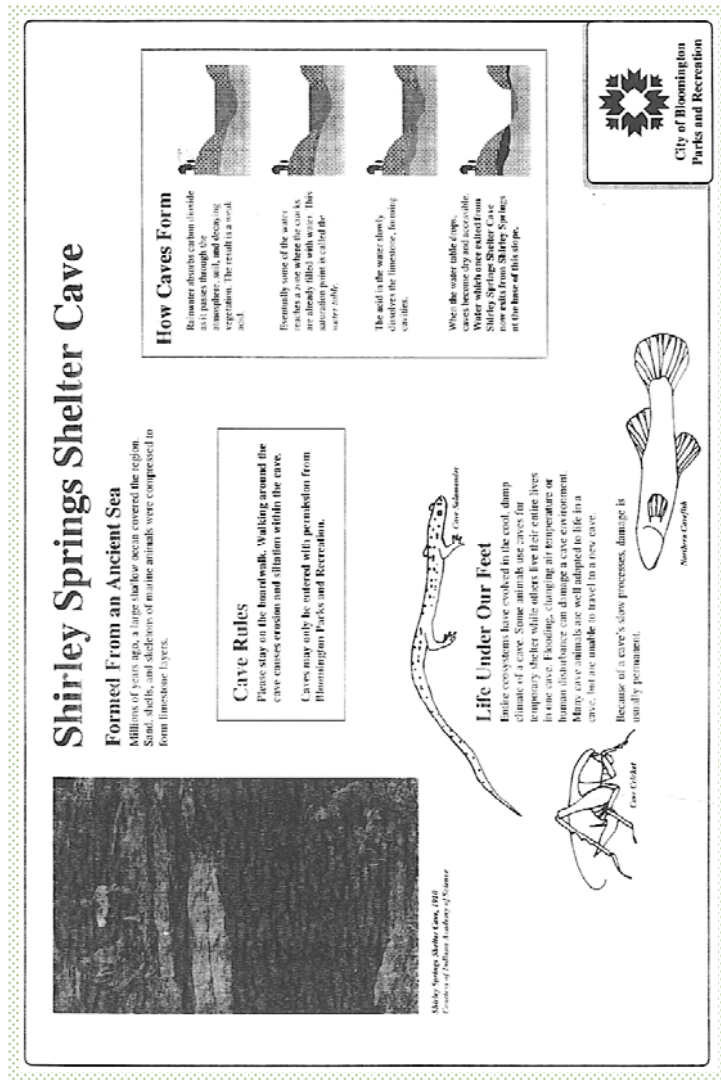 Shirley Springs Shelter Cave
Formed From an Ancient Sea
Millions of years ago, a large shallow ocean covered the region.
Sand, shells, and skeletons of marine animals were compressed to
form limestone layers.
Cave Rules
Please stay on the boardwalk. Walking around the
cave causes erosion and siltation within the cave.
Caves may only be entered with permission from
Bloomington Parks and Recreation.
How Caves Form
Rainwater absorbs carbon dioxide
as it passes through the
atmosphere, soil, and decaying
vegetation. The result is a weak
acid.
Eventually some of the water
reaches a zone where the cracks
are already filled with water. This
saturation point is called the
water table.
The acid in the water slowly
dissolves the limestone, forming
cavities.
When the water table drops,
caves become dry and accessible.
Water which once exited from
Shirley Springs Shelter Cave
now exits from Shirley Springs
at the base of this slope.
Shirley Springs Shelter Cave, 1910
Courtesy of Indiana Academy of Science
Cave Salamander
Life Under Our Feet
Entire ecosystems have evolved in the cool, damp
climate of a cave. Some animals use caves for
temporary shelter while others live their entire lives
in one cave. Flooding, changing air temperature or
human disturbance can damage a cave environment.
Many cave animals are well adapted to life in a
cave, but are unable to travel to a new cave.
Because of a cave's slow processes, damage is
usually permanent.
Cave Cricket
Northern Cavefish
City of Bloomington
Parks and Recreation